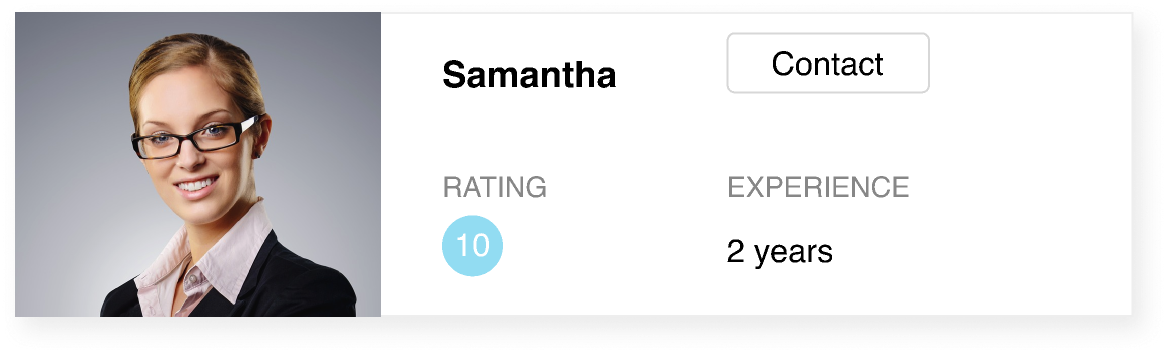 Samantha
Contact
RATING
EXPERIENCE
10
2 years